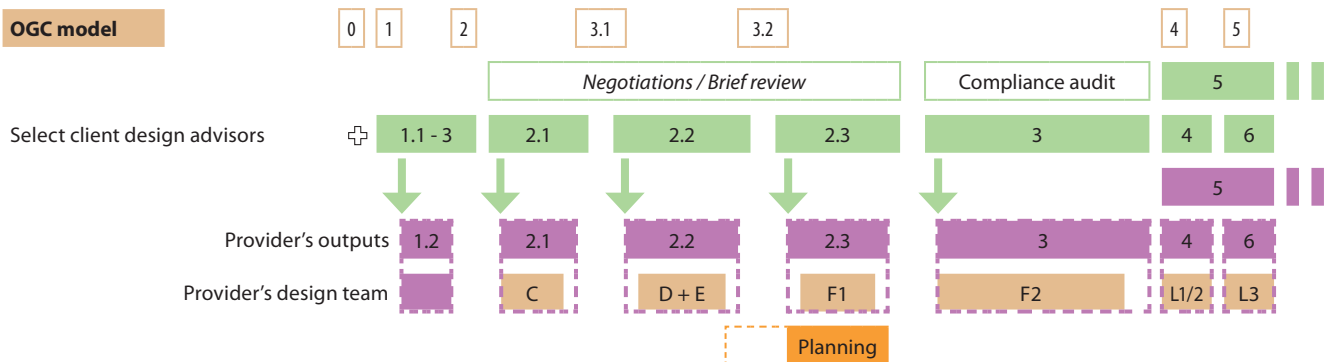 OGC model 0 1 2 3.1 3.2 4 5
Negotiations / Brief review Compliance audit 5
Select client design advisors 1.1 - 3 2.1 2.2 2.3 3 4 6
5
Provider’s outputs 1.2 2.1 2.2 2.3 3 4 6
Provider’s design team C D + E F1 F2 L1/2 L3
Planning